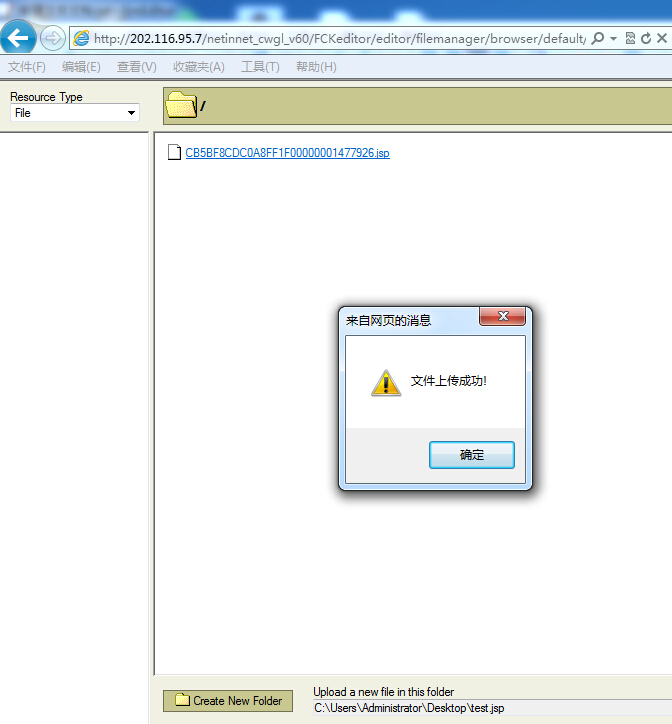 http://202.116.95.7/netinnet_cwgl_v60/FCKeditor/editor/filemanager/browser/default/
文件(F) 编辑(E) 查看(V) 收藏夹(A) 工具(T) 帮助(H)
Resource Type
File
/
CB5BF8CDC0A8FF1F00000001477926.jsp
来自网页的消息
文件上传成功!
确定
Create New Folder
Upload a new file in this folder
C:\Users\Administrator\Desktop\test.jsp